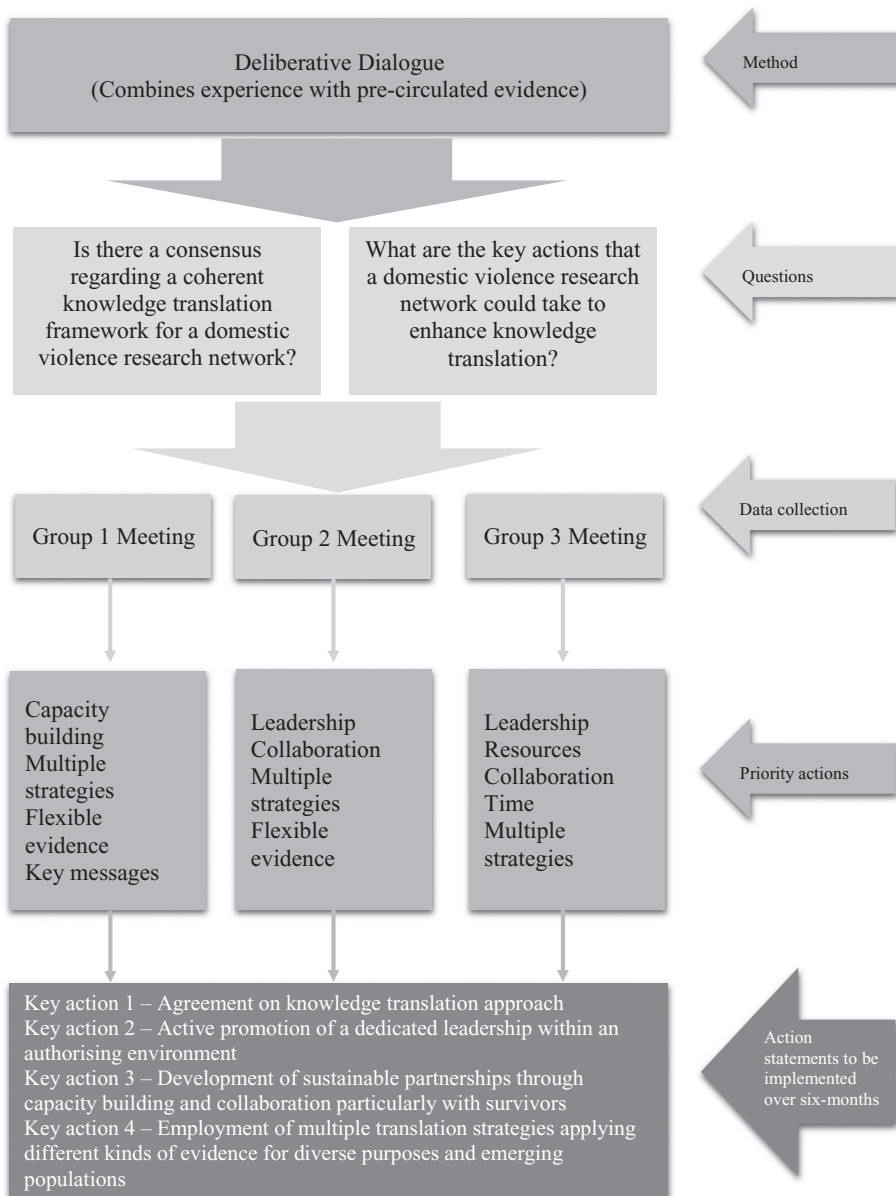 Deliberative Dialogue
(Combines experience with pre-circulated evidence)
Method
Is there a consensus
regarding a coherent
knowledge translation
framework for a domestic
violence research network?
What are the key actions that
a domestic violence research
network could take to
enhance knowledge
translation?
Questions
Group 1 Meeting
Group 2 Meeting
Group 3 Meeting
Data collection
Capacity
building
Multiple
strategies
Flexible
evidence
Key messages
Leadership
Collaboration
Multiple
strategies
Flexible
evidence
Leadership
Resources
Collaboration
Time
Multiple
strategies
Priority actions
Key action 1 – Agreement on knowledge translation approach
Key action 2 – Active promotion of a dedicated leadership within an
authorising environment
Key action 3 – Development of sustainable partnerships through
capacity building and collaboration particularly with survivors
Key action 4 – Employment of multiple translation strategies applying
different kinds of evidence for diverse purposes and emerging
populations
Action
statements to be
implemented
over six-months